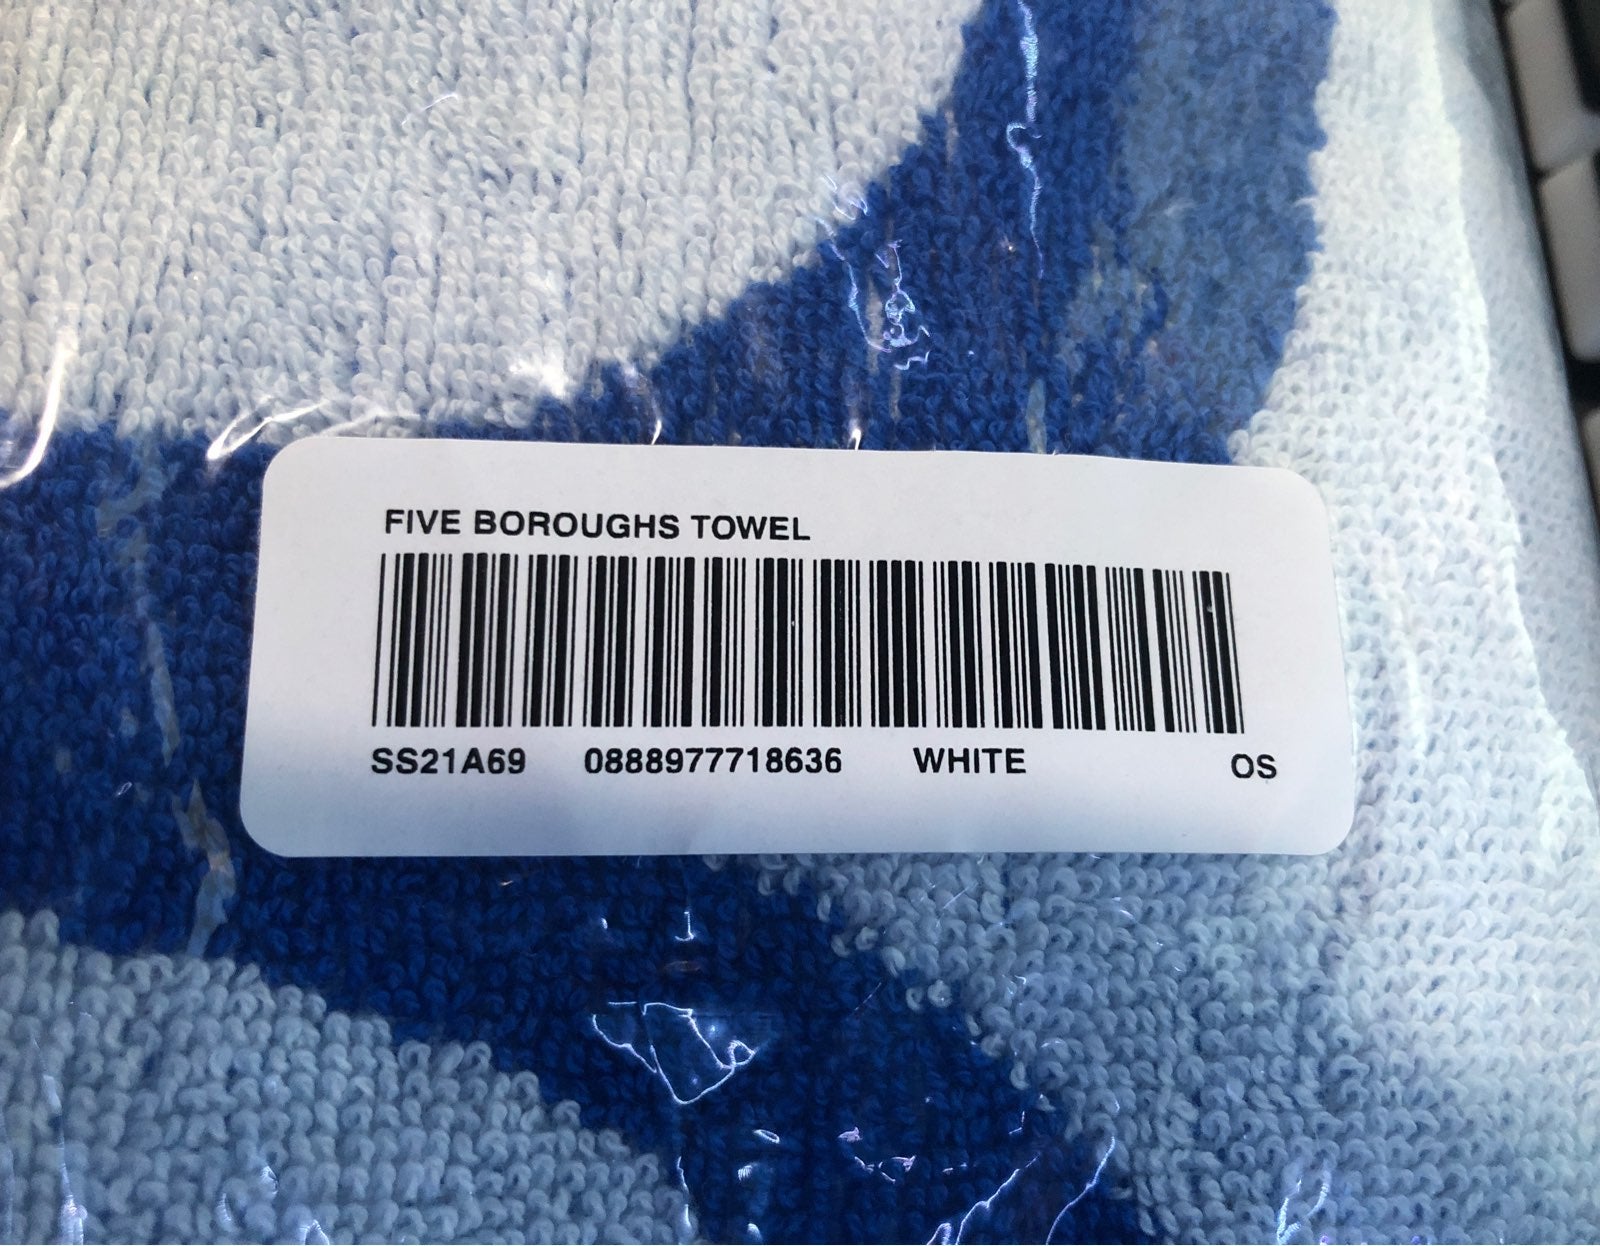 FIVE BOROUGHS TOWEL
SS21A69 0888977718636 WHITE OS